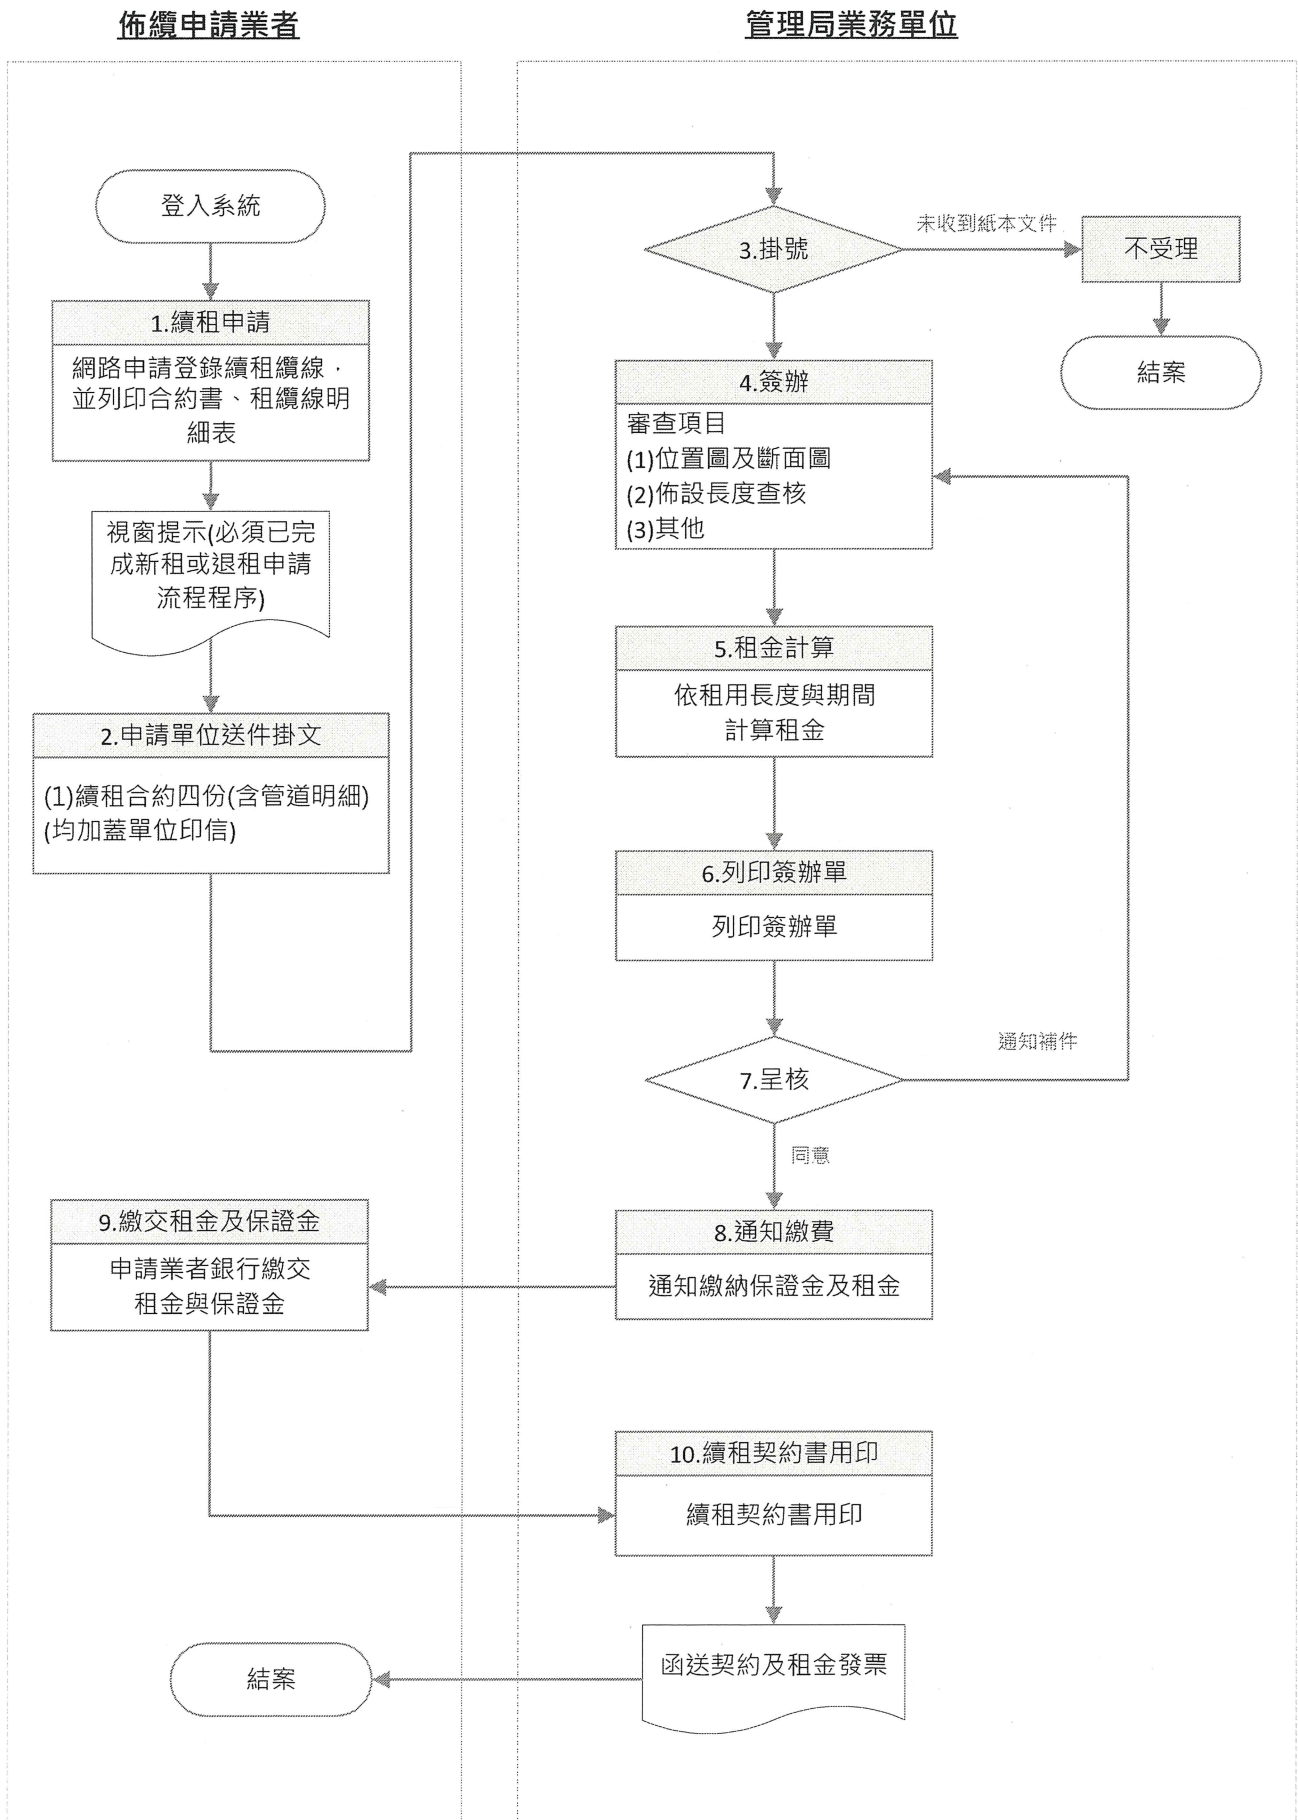 佈纜申請業者
管理局業務單位
登入系統
1.續租申請
網路申請登錄續租纜線，
並列印合約書、租纜線明
細表
視窗提示(必須已完
成新租或退租申請
流程程序)
2.申請單位送件掛文
(1)續租合約四份(含管道明細)
(均加蓋單位印信)
3.掛號
未收到紙本文件
不受理
結案
4.簽辦
審查項目
(1)位置圖及斷面圖
(2)佈設長度查核
(3)其他
5.租金計算
依租用長度與期間
計算租金
6.列印簽辦單
列印簽辦單
7.呈核
通知補件
同意
8.通知繳費
通知繳納保證金及租金
9.繳交租金及保證金
申請業者銀行繳交
租金與保證金
10.續租契約書用印
續租契約書用印
函送契約及租金發票
結案